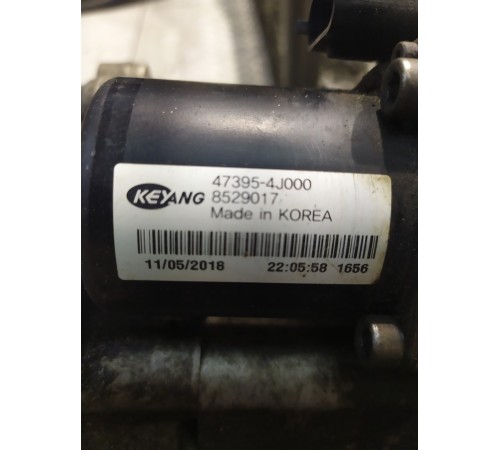 47395-4J000
KEYANG 8529017
Made in KOREA
11/05/2018 22:05:58 1656